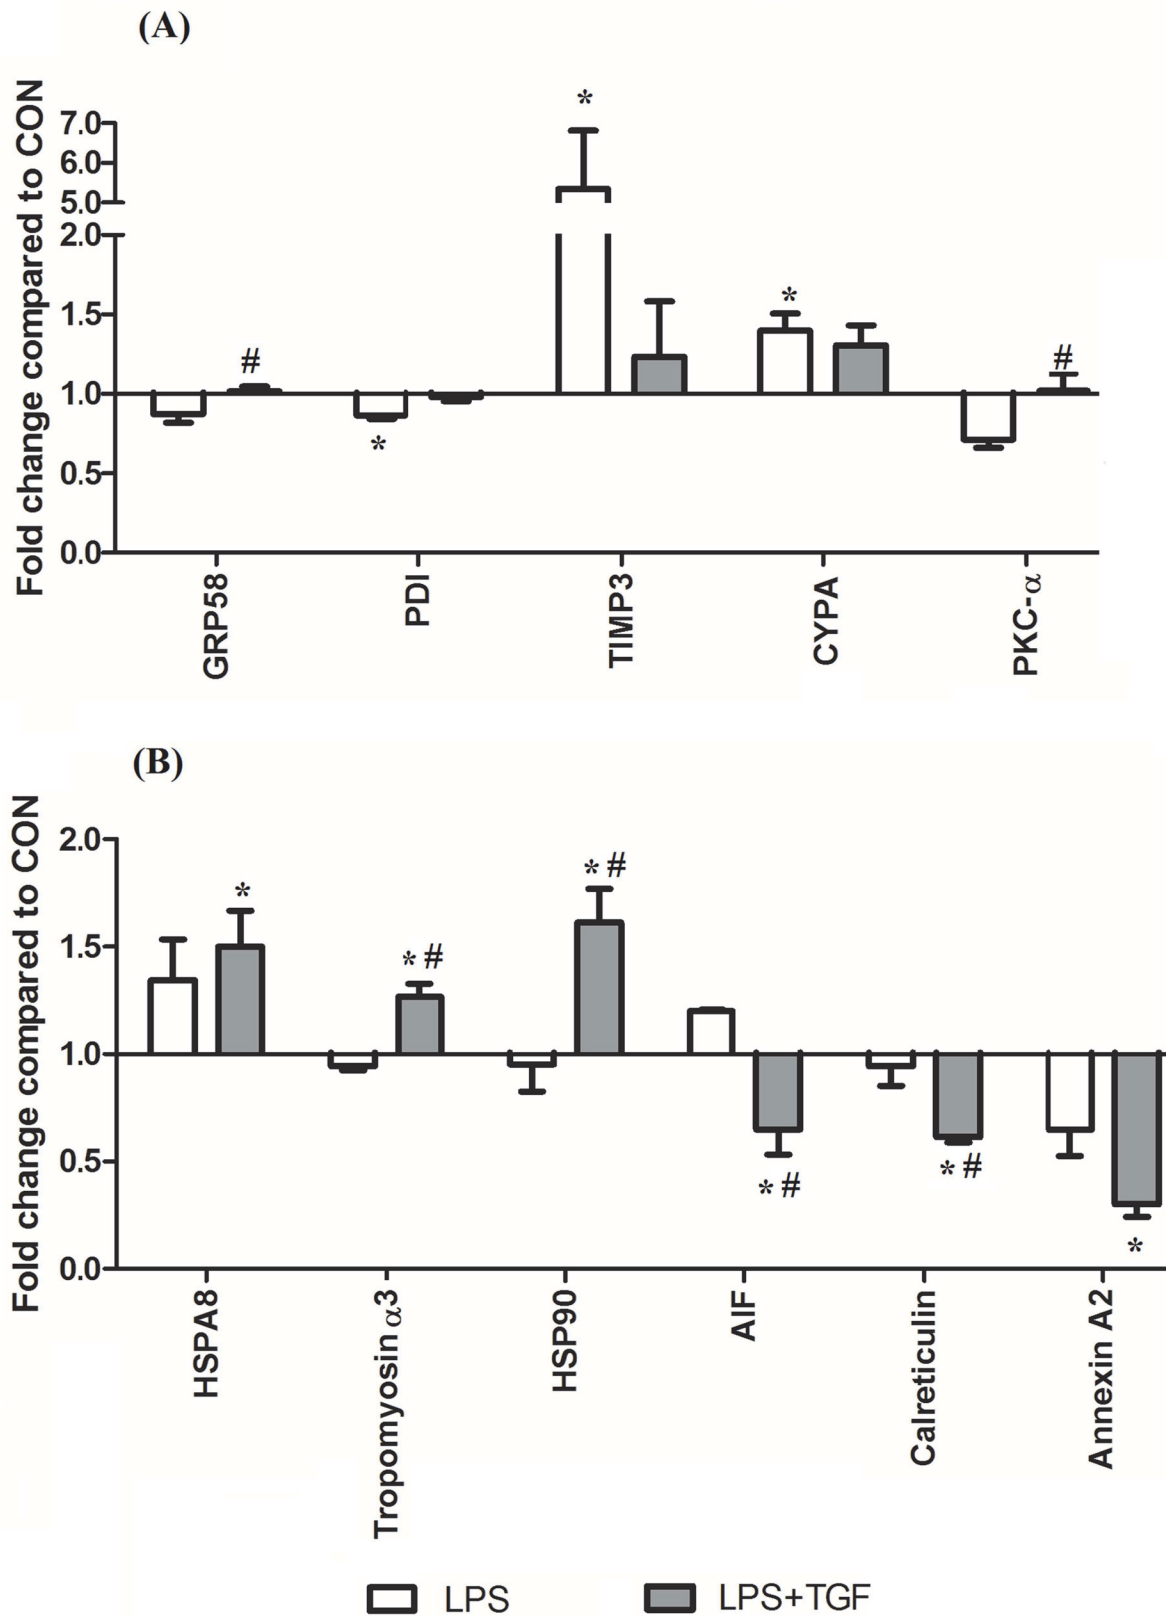 (A)
Fold change compared to CON
7.0
6.0
5.0
2.0
1.5
1.0
0.5
0.0
*
#
*
*
#
GRP58
PDI
TIMP3
CYPA
PKC-α
(B)
Fold change compared to CON
2.0
1.5
1.0
0.5
0.0
*
* #
* #
* #
* #
*
HSPA8
Tropomyosin α3
HSP90
AIF
Calreticulin
Annexin A2
LPS
LPS+TGF